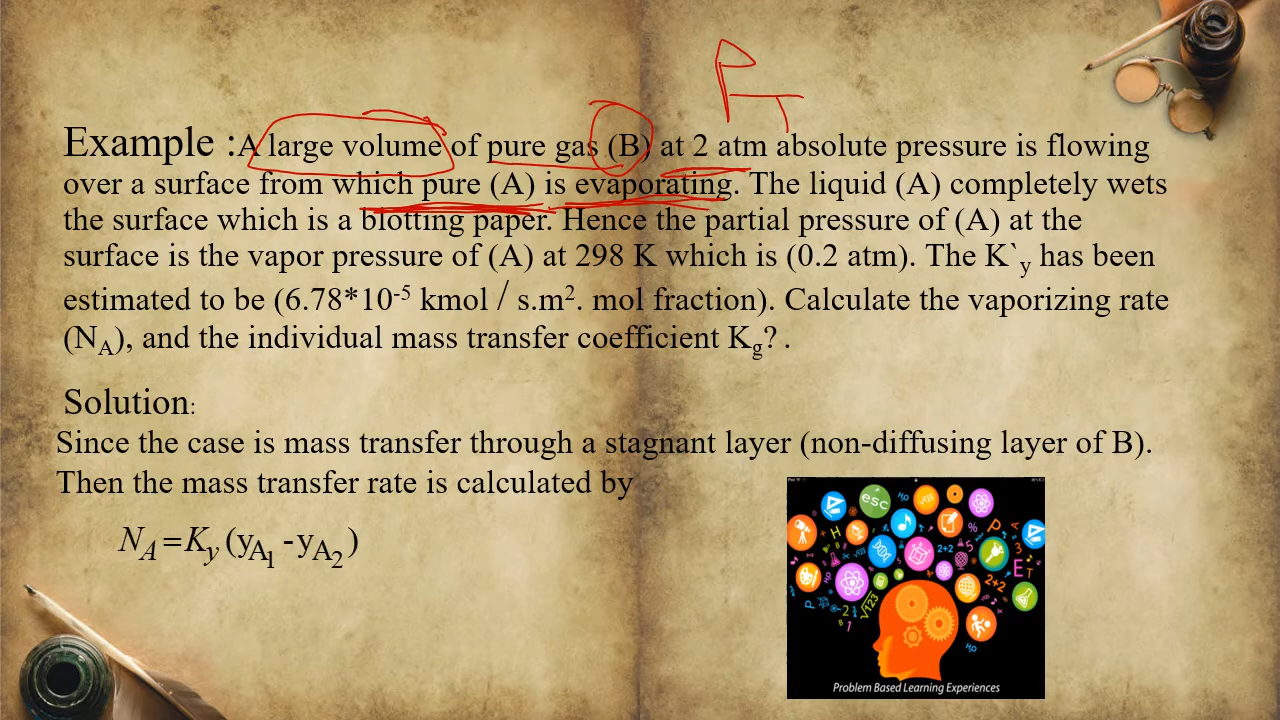 P_T
Example :A large volume of pure gas (B) at 2 atm absolute pressure is flowing
over a surface from which pure (A) is evaporating. The liquid (A) completely wets
the surface which is a blotting paper. Hence the partial pressure of (A) at the
surface is the vapor pressure of (A) at 298 K which is (0.2 atm). The K`y has been
estimated to be (6.78*10-5 kmol / s.m2. mol fraction). Calculate the vaporizing rate
(NA), and the individual mass transfer coefficient Kg? .
Solution:
Since the case is mass transfer through a stagnant layer (non-diffusing layer of B).
Then the mass transfer rate is calculated by
NA=Ky (yA1 -yA2 )
esc
Problem Based Learning Experiences